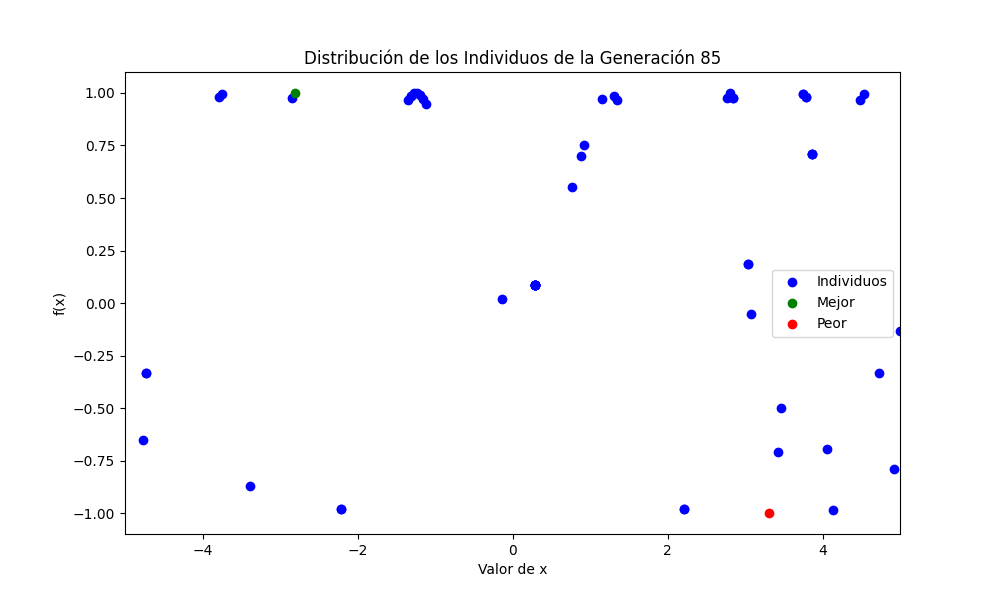 Distribución de los Individuos de la Generación 85
1.00
0.75
0.50
0.25
0.00
−0.25
−0.50
−0.75
−1.00
f(x)
Individuos
Mejor
Peor
−4
−2
0
2
4
Valor de x